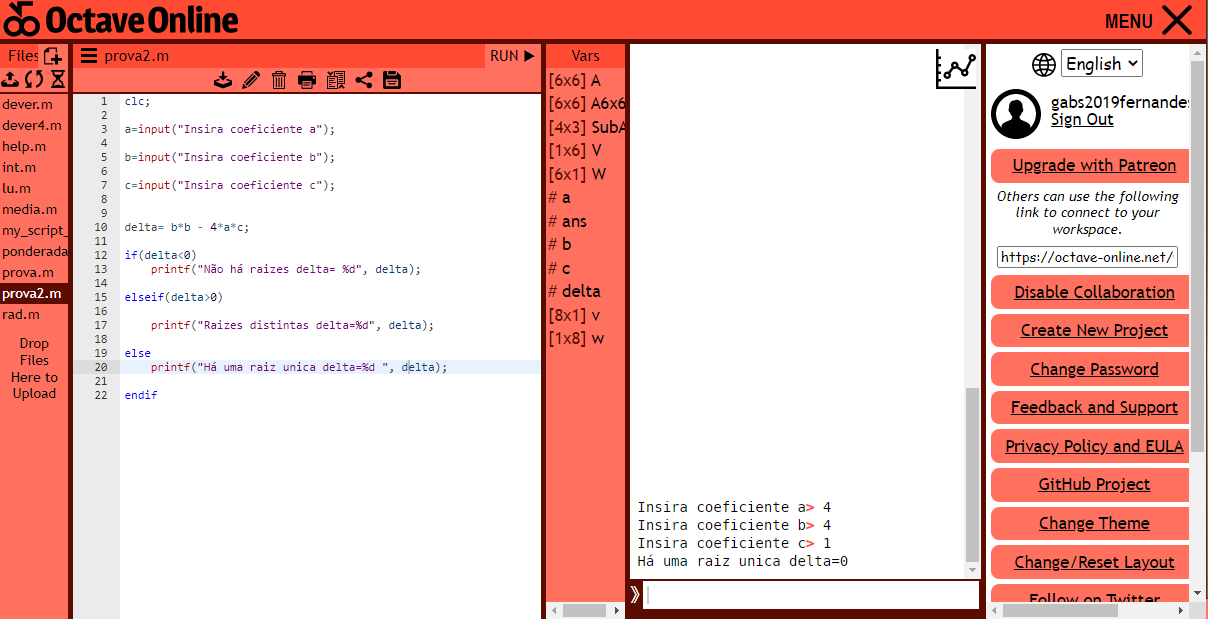 Octave Online
MENU
Files
dever.m
dever4.m
help.m
int.m
lu.m
media.m
my_script_
ponderada
prova.m
prova2.m
rad.m
Drop
Files
Here to
Upload
prova2.m
RUN
1 clc;
2
3 a=input("Insira coeficiente a");
4
5 b=input("Insira coeficiente b");
6
7 c=input("Insira coeficiente c");
8
9
10 delta= b*b - 4*a*c;
11
12 if(delta<0)
13 printf("Não há raizes delta= %d", delta);
14
15 elseif(delta>0)
16
17 printf("Raizes distintas delta=%d", delta);
18
19 else
20 printf("Há uma raiz unica delta=%d ", delta);
21
22 endif
Vars
[6x6] A
[6x6] A6x6
[4x3] SubA
[1x6] V
[6x1] W
# a
# ans
# b
# c
# delta
[8x1] v
[1x8] w
Insira coeficiente a> 4
Insira coeficiente b> 4
Insira coeficiente c> 1
Há uma raiz unica delta=0
English
gabs2019fernandes
Sign Out
Upgrade with Patreon
Others can use the following
link to connect to your
workspace.
https://octave-online.net/
Disable Collaboration
Create New Project
Change Password
Feedback and Support
Privacy Policy and EULA
GitHub Project
Change Theme
Change/Reset Layout
Follow on Twitter